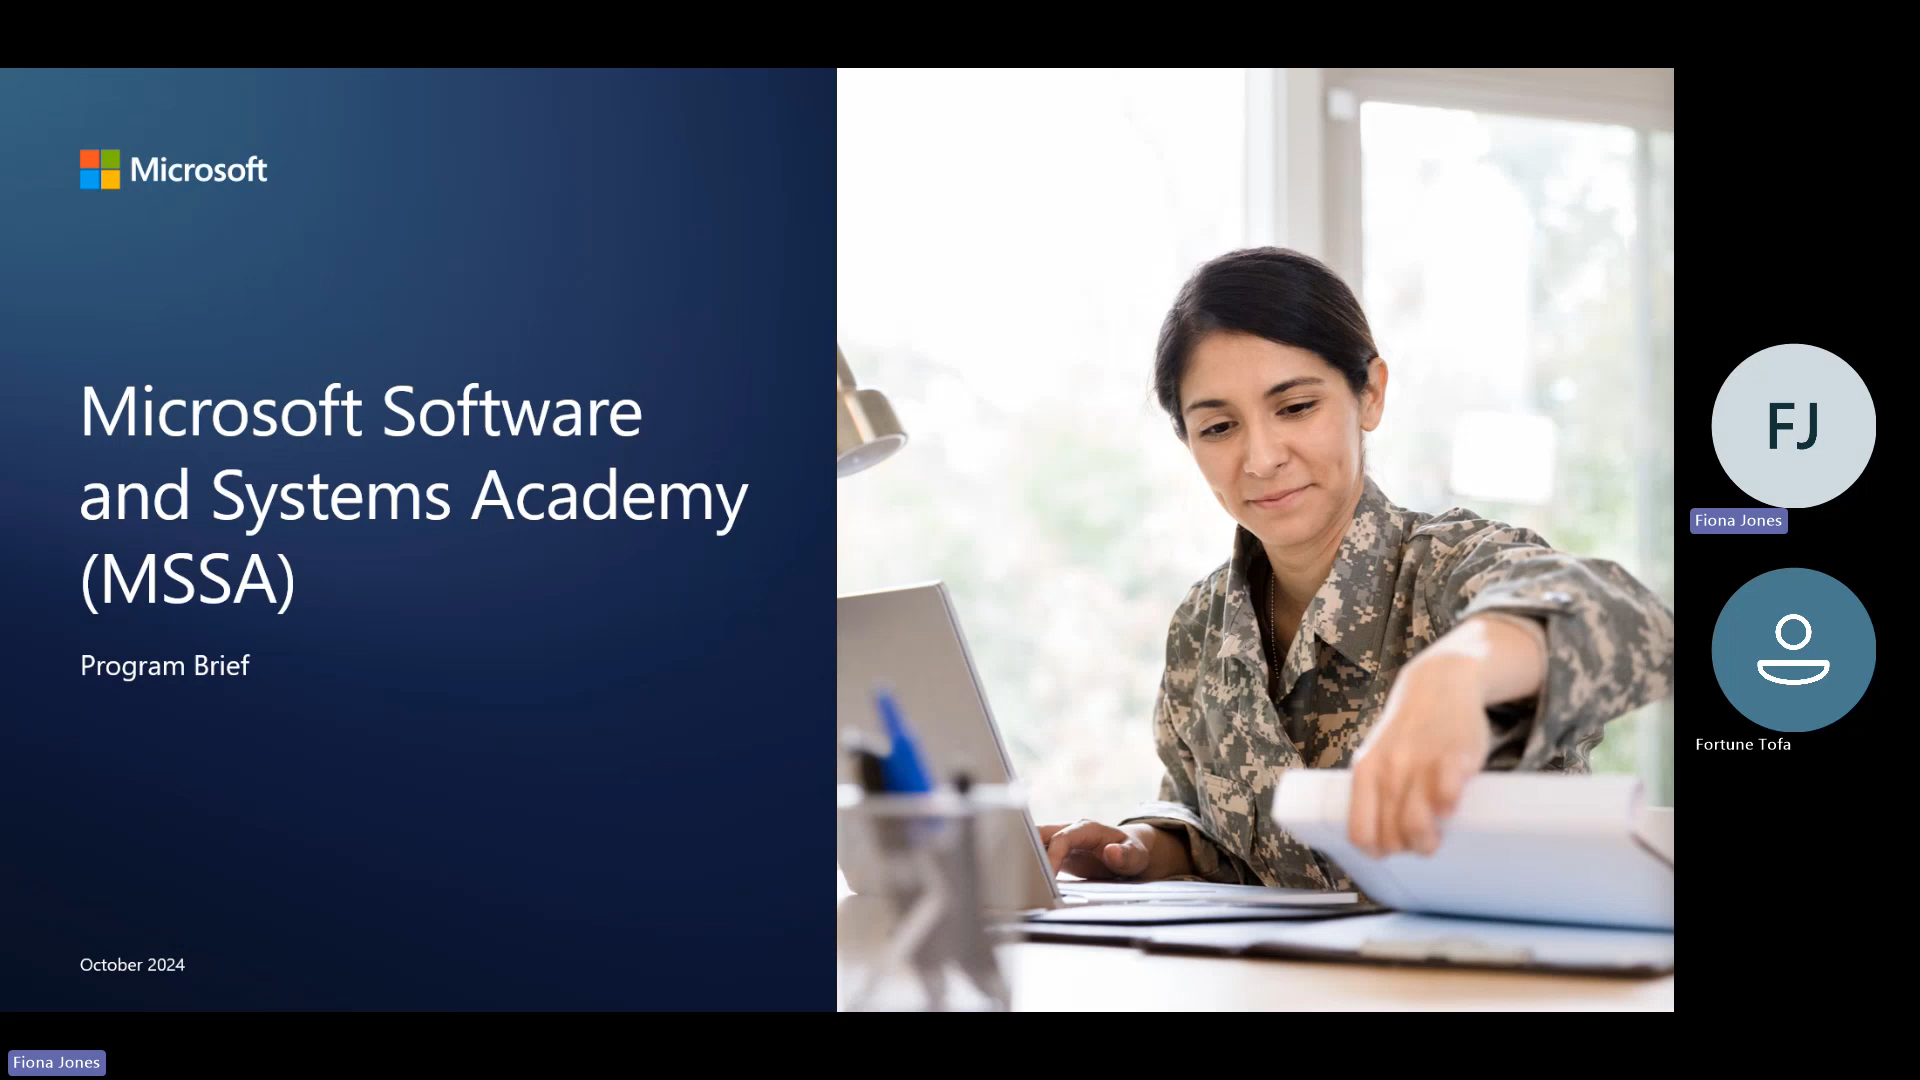 Microsoft
Microsoft Software
and Systems Academy
(MSSA)
Program Brief
October 2024
FJ
Fiona Jones
Fortune Tofa
Fiona Jones